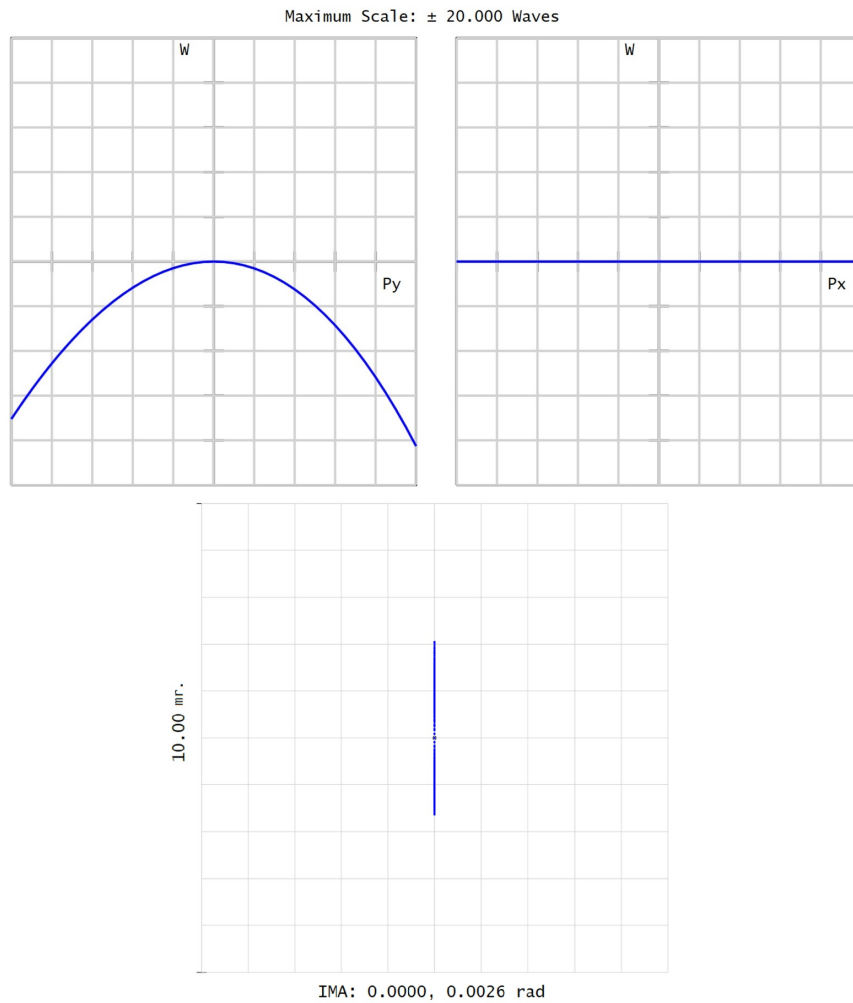 Maximum Scale: ± 20.000 Waves
W
W
Py
Px
10.00 mr.
IMA: 0.0000, 0.0026 rad